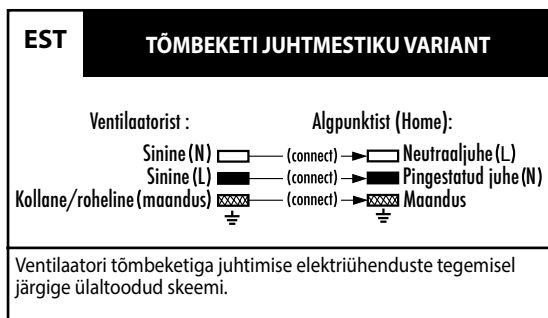 EST
TÕMBEKETI JUHTMESTIKU VARIANT
Ventilaatorist : Algpunktist (Home):
Sinine (N) (connect) Neutraaljuhe (L)
Sinine (L) (connect) Pingestatud juhe (N)
Kollane/roheline (maandus) (connect) Maandus
Ventilaatori tõmbeketiga juhtimise elektriühenduste tegemisel
järgige ülaltoodud skeemi.